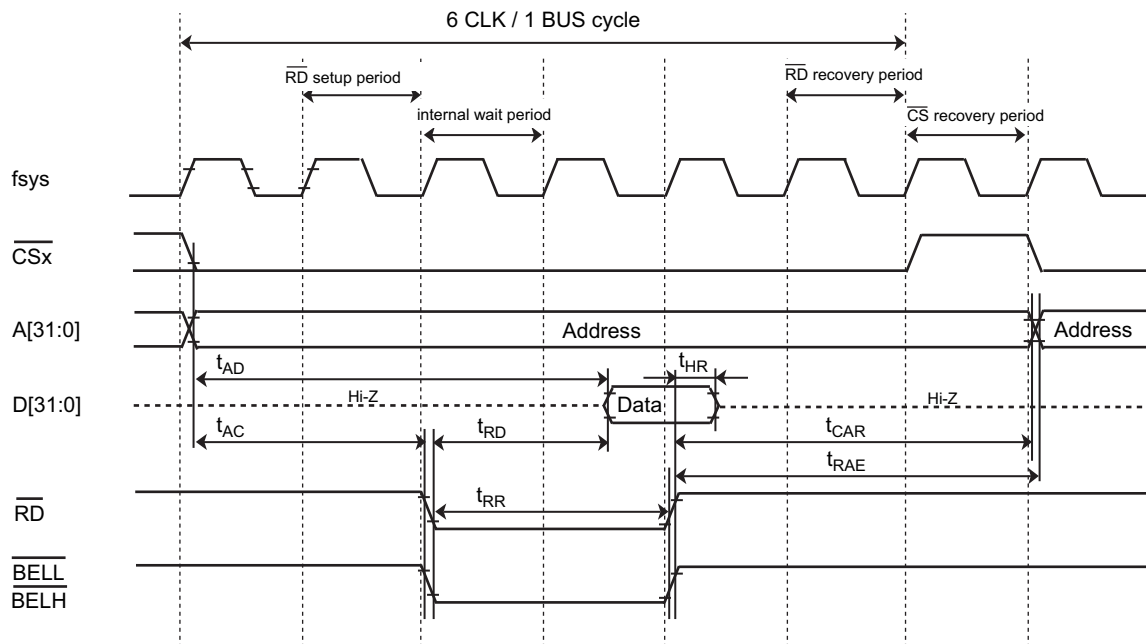 6 CLK / 1 BUS cycle
RD setup period
RD recovery period
internal wait period
CS recovery period
fsys
CSx
A[31:0]
Address
Address
tAD
tHR
D[31:0]
Hi-Z
Data
Hi-Z
tAC
tRD
tCAR
tRAE
RD
tRR
BELL
BELH